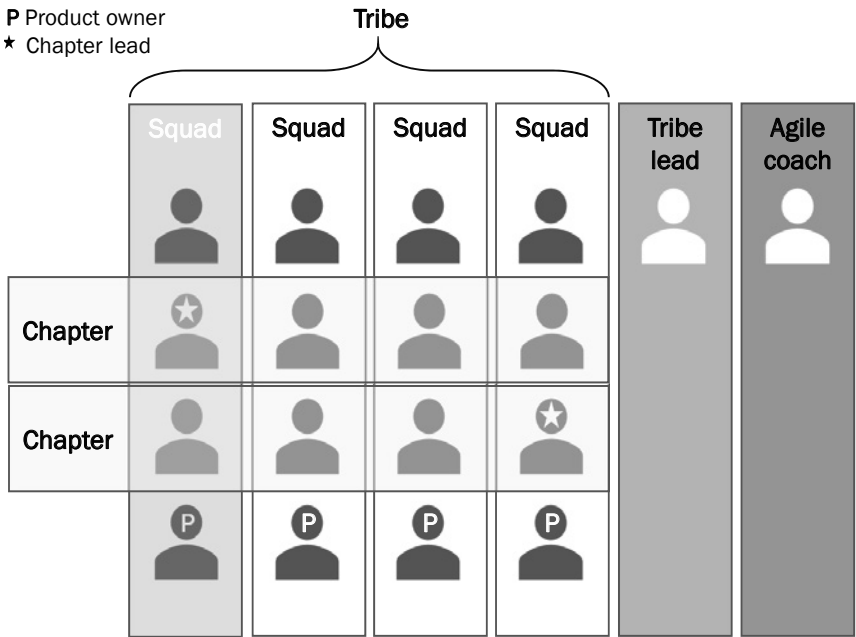 P Product owner
★ Chapter lead
Tribe
Squad
Squad
Squad
Squad
Tribe
lead
Agile
coach
Chapter
Chapter
P
P
P
P